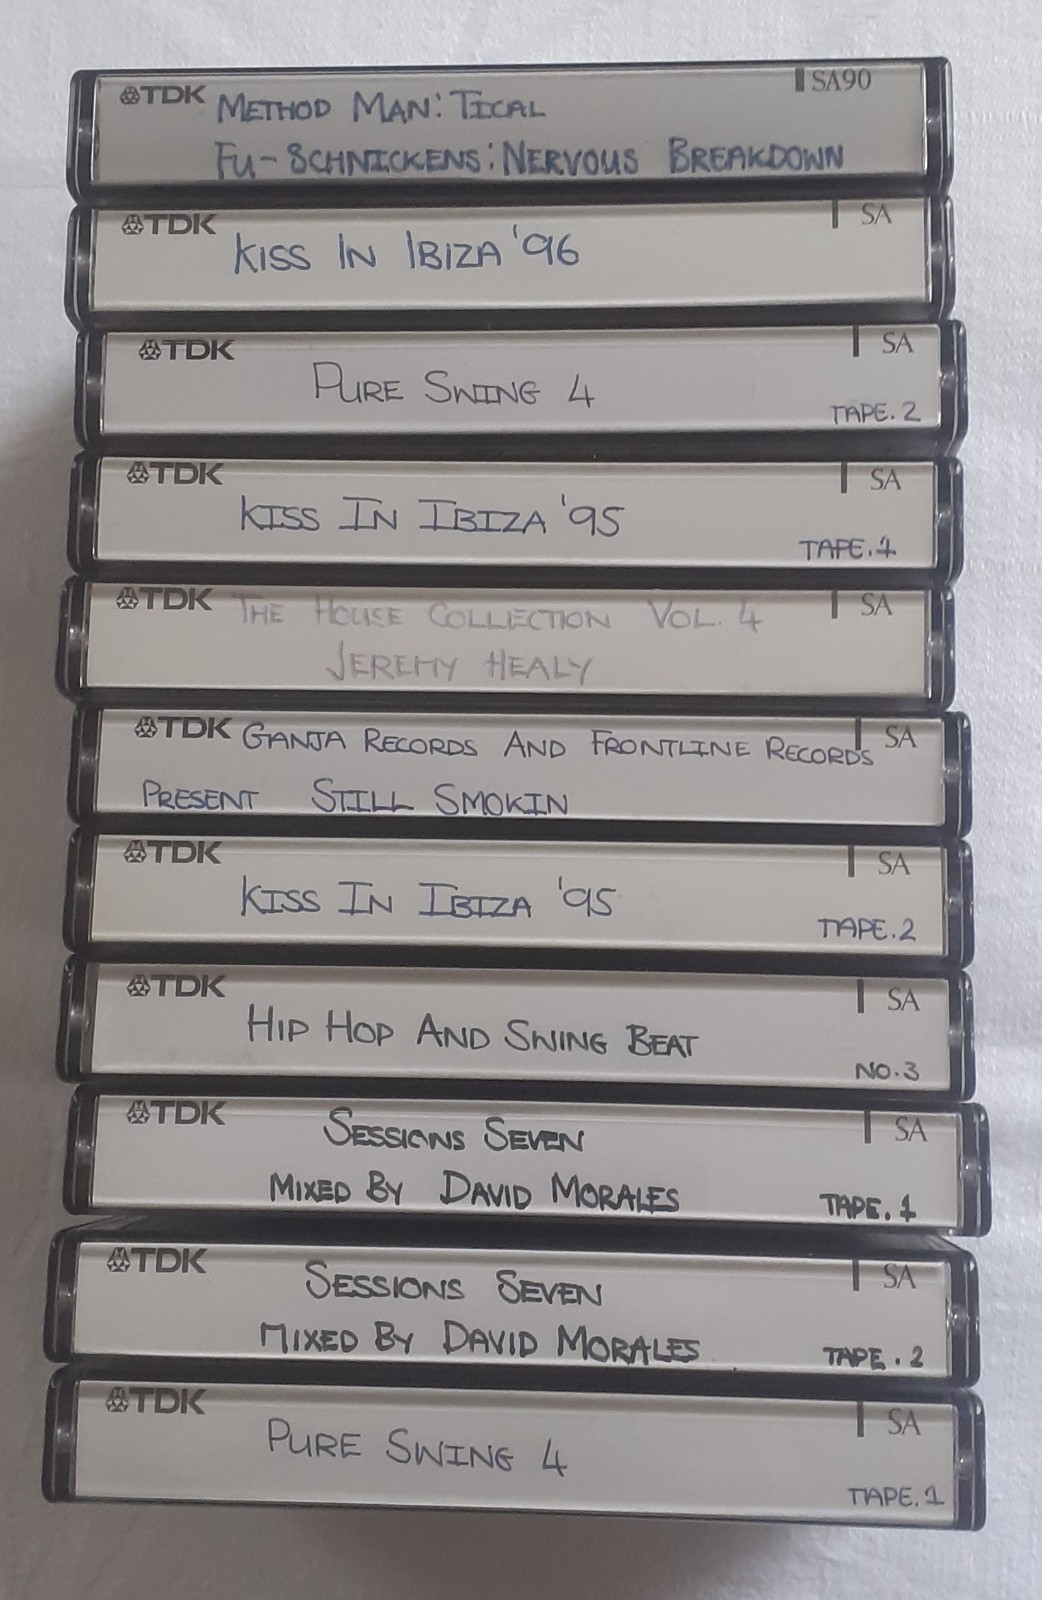 TDK SA90
METHOD MAN: TICAL
FU-SCHNICKENS: NERVOUS BREAKDOWN
TDK SA
KISS IN IBIZA '96
TDK SA
PURE SWING 4
TAPE.2
TDK SA
KISS IN IBIZA '95
TAPE.1
TDK THE HOUSE COLLECTION VOL. 4 SA
JEREMY HEALY
TDK GANJA RECORDS AND FRONTLINE RECORDS SA
PRESENT STILL SMOKIN
TDK SA
KISS IN IBIZA '95
TAPE.2
TDK SA
HIP HOP AND SWING BEAT
NO.3
TDK SA
SESSIONS SEVEN
MIXED BY DAVID MORALES TAPE.1
TDK SA
SESSIONS SEVEN
MIXED BY DAVID MORALES TAPE.2
TDK SA
PURE SWING 4
TAPE.1